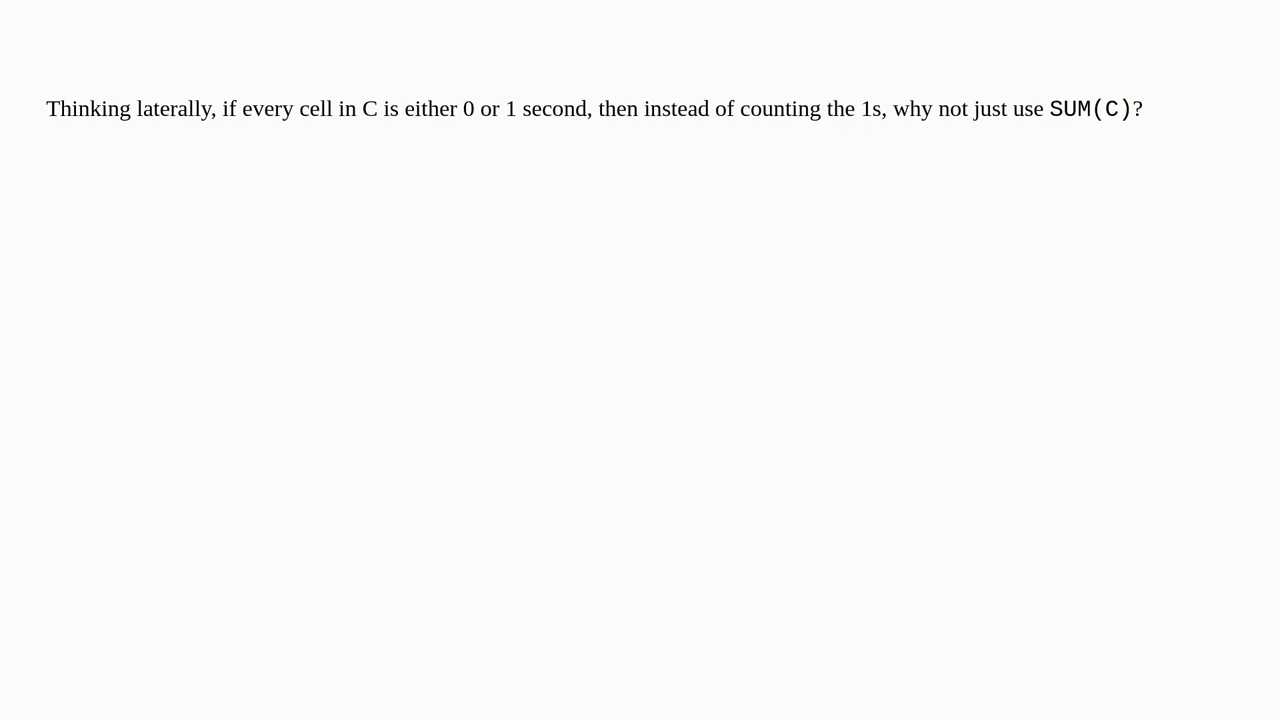 Thinking laterally, if every cell in C is either 0 or 1 second, then instead of counting the 1s, why not just use SUM(C)?